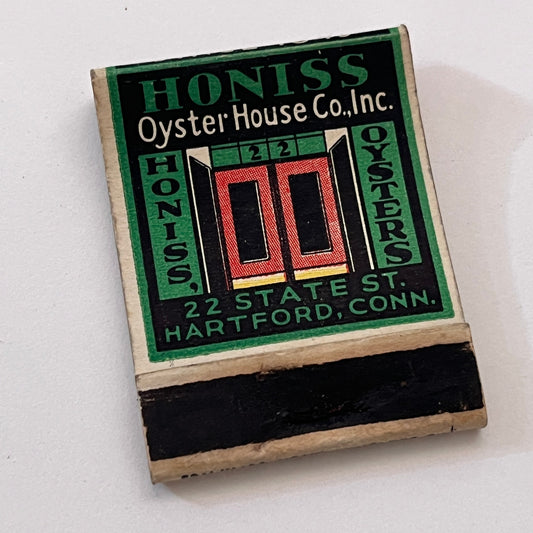 HONISS
Oyster House Co., Inc.
22
HONISS,
OYSTERS
22 STATE ST.
HARTFORD, CONN.